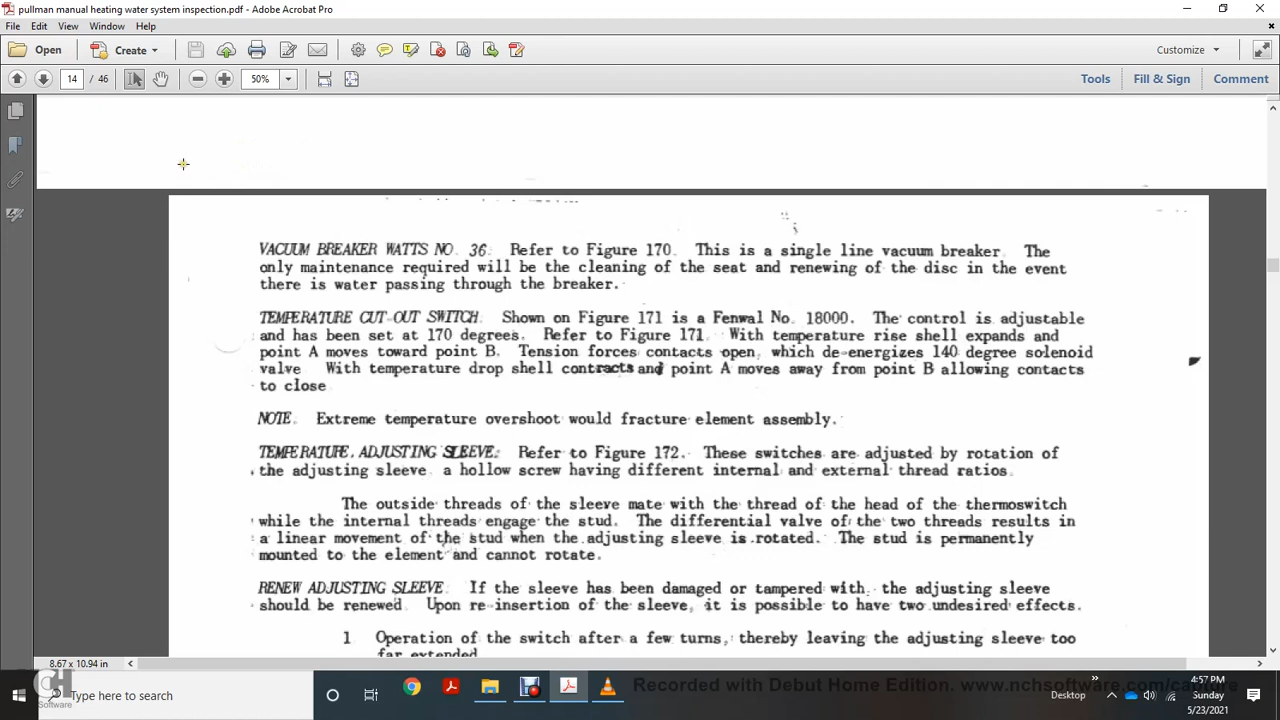 pullman manual heating water system inspection.pdf - Adobe Acrobat Pro
File Edit View Window Help
Open Create Customize
14 / 46 50% Tools Fill & Sign Comment
VACUUM BREAKER WATTS NO. 36: Refer to Figure 170. This is a single line vacuum breaker. The
only maintenance required will be the cleaning of the seat and renewing of the disc in the event
there is water passing through the breaker.
TEMPERATURE CUT-OUT SWITCH: Shown on Figure 171 is a Fenwal No. 18000. The control is adjustable
and has been set at 170 degrees. Refer to Figure 171. With temperature rise shell expands and
point A moves toward point B. Tension forces contacts open, which de-energizes 140 degree solenoid
valve With temperature drop shell contracts and point A moves away from point B allowing contacts
to close
NOTE: Extreme temperature overshoot would fracture element assembly.
TEMPERATURE ADJUSTING SLEEVE: Refer to Figure 172. These switches are adjusted by rotation of
the adjusting sleeve a hollow screw having different internal and external thread ratios.
The outside threads of the sleeve mate with the thread of the head of the thermoswitch
while the internal threads engage the stud. The differential valve of the two threads results in
a linear movement of the stud when the adjusting sleeve is rotated. The stud is permanently
mounted to the element and cannot rotate.
RENEW ADJUSTING SLEEVE: If the sleeve has been damaged or tampered with, the adjusting sleeve
should be renewed Upon re-insertion of the sleeve, it is possible to have two undesired effects.
1 Operation of the switch after a few turns, thereby leaving the adjusting sleeve too
far extended
8.67 x 10.94 in
CH
Software
Type here to search
Recorded with Debut Home Edition. www.nchsoftware.com/capture
Desktop
4:57 PM
Sunday
5/23/2021